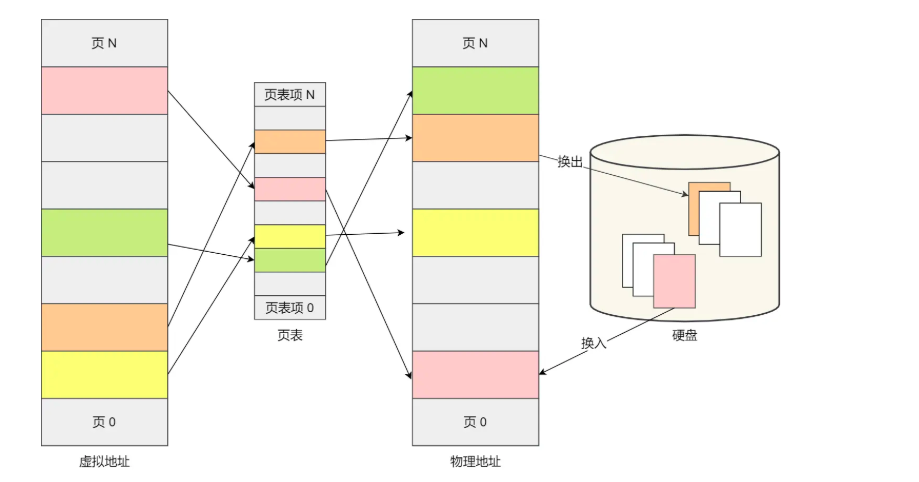 页 N
页 0
虚拟地址
页表项 N
页表项 0
页表
页 N
页 0
物理地址
换出
换入
硬盘